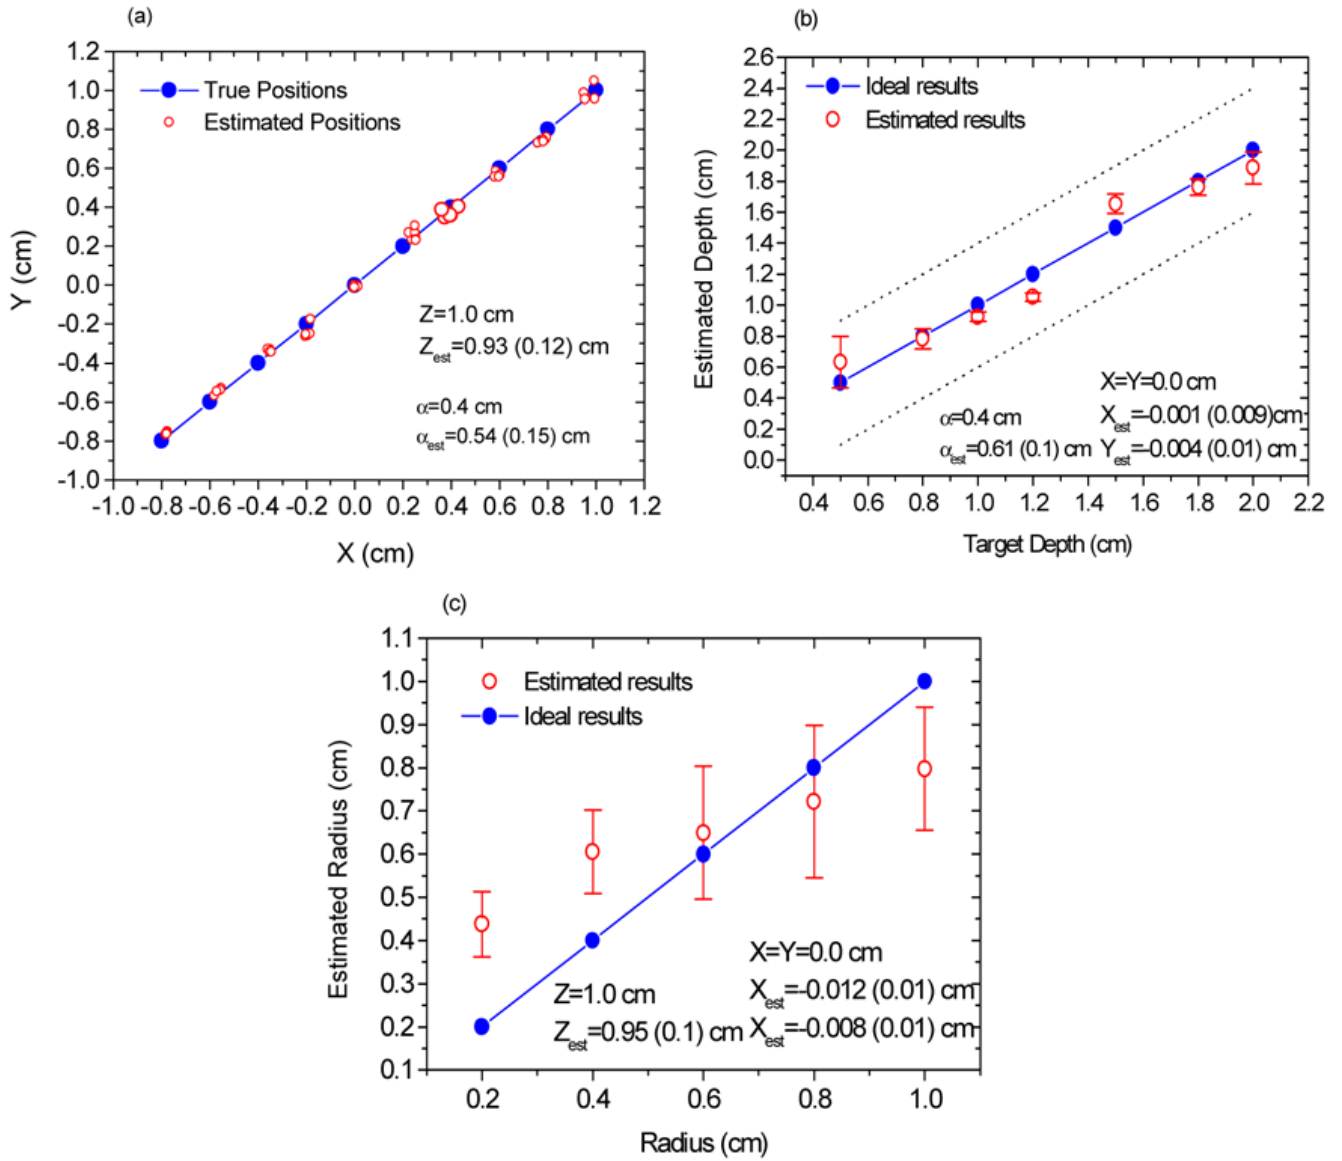 (a)
1.2
1.0
0.8
0.6
0.4
0.2
0.0
-0.2
-0.4
-0.6
-0.8
-1.0
Y (cm)
True Positions
Estimated Positions
Z=1.0 cm
Zest=0.93 (0.12) cm
α=0.4 cm
αest=0.54 (0.15) cm
-1.0 -0.8 -0.6 -0.4 -0.2 0.0 0.2 0.4 0.6 0.8 1.0 1.2
X (cm)
(b)
2.6
2.4
2.2
2.0
1.8
1.6
1.4
1.2
1.0
0.8
0.6
0.4
0.2
0.0
Estimated Depth (cm)
Ideal results
Estimated results
X=Y=0.0 cm
α=0.4 cm
Xest=-0.001 (0.009)cm
αest=0.61 (0.1) cm
Yest=-0.004 (0.01) cm
0.4 0.6 0.8 1.0 1.2 1.4 1.6 1.8 2.0 2.2
Target Depth (cm)
(c)
1.1
1.0
0.9
0.8
0.7
0.6
0.5
0.4
0.3
0.2
0.1
Estimated Radius (cm)
Estimated results
Ideal results
X=Y=0.0 cm
Z=1.0 cm
Xest=-0.012 (0.01) cm
Zest=0.95 (0.1) cm
Xest=-0.008 (0.01) cm
0.2 0.4 0.6 0.8 1.0
Radius (cm)